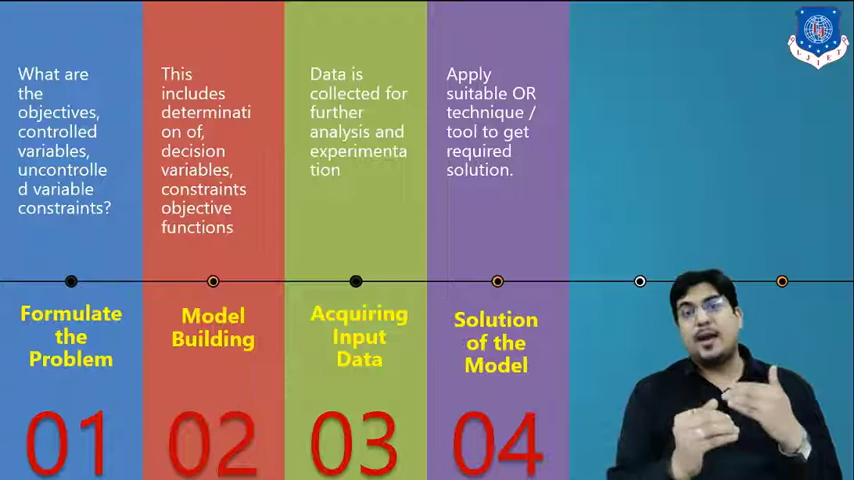 What are
the
objectives,
controlled
variables,
uncontrolle
d variable
constraints?
This
includes
determinati
on of,
decision
variables,
constraints
objective
functions
Data is
collected for
further
analysis and
experimenta
tion
Apply
suitable OR
technique /
tool to get
required
solution.
Formulate
the
Problem
Model
Building
Acquiring
Input
Data
Solution
of the
Model
01
02
03
04
LJIET